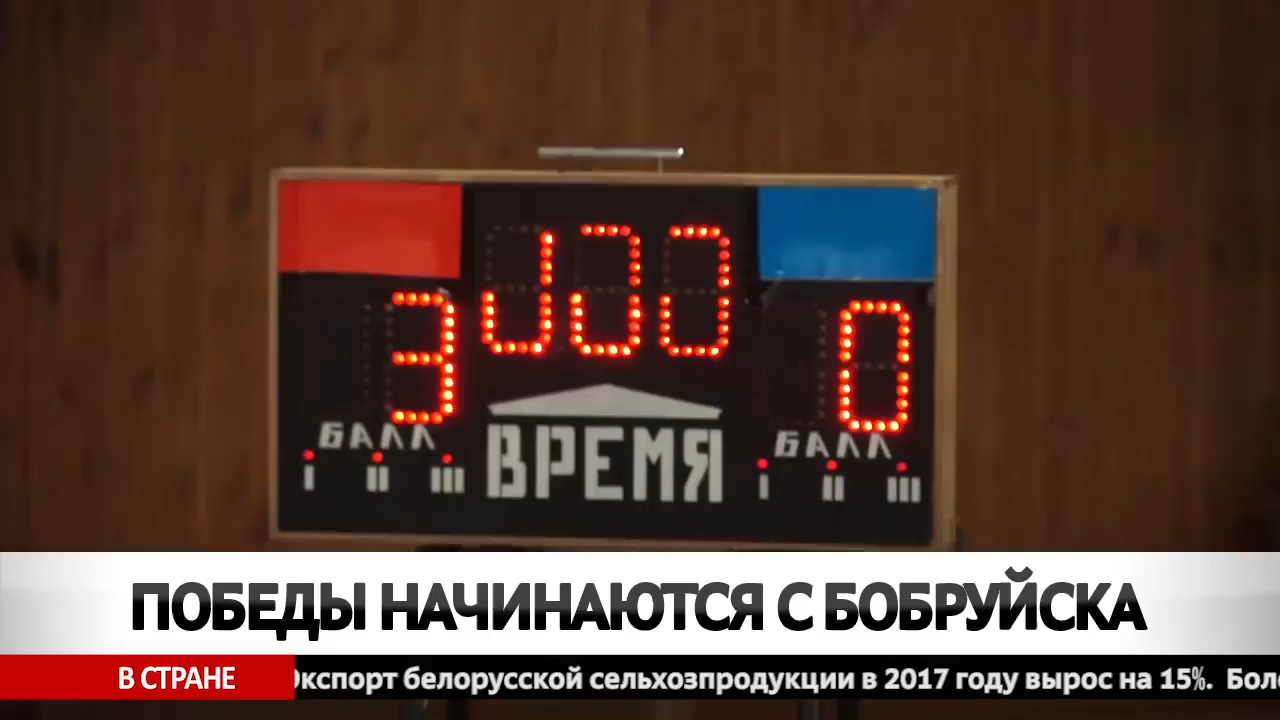 3 0
БАЛЛ ВРЕМЯ БАЛЛ
I II III I II III
ПОБЕДЫ НАЧИНАЮТСЯ С БОБРУЙСКА
В СТРАНЕ
Экспорт белорусской сельхозпродукции в 2017 году вырос на 15%.